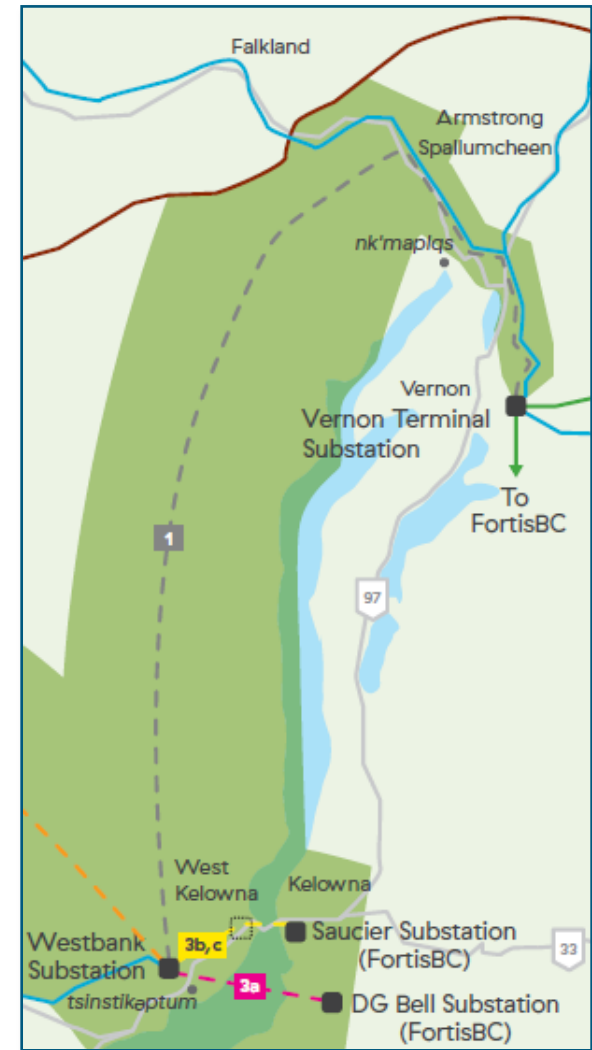 Falkland
Armstrong
Spallumcheen
nk'maplqs
Vernon
Vernon Terminal
Substation
To
FortisBC
1
97
West
Kelowna
Kelowna
3b,c
Saucier Substation
(FortisBC)
33
Westbank
Substation
3a
tsinstikəptum
DG Bell Substation
(FortisBC)